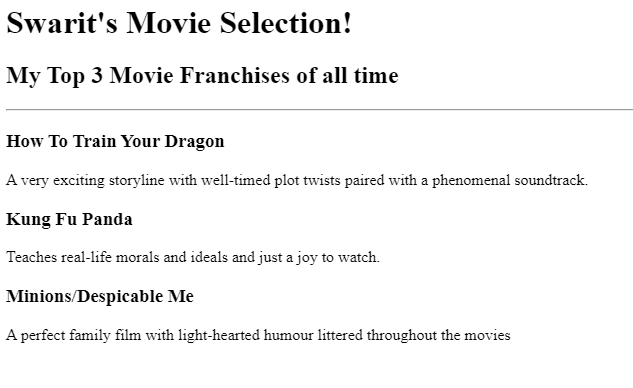 Swarit's Movie Selection!
My Top 3 Movie Franchises of all time
How To Train Your Dragon
A very exciting storyline with well-timed plot twists paired with a phenomenal soundtrack.
Kung Fu Panda
Teaches real-life morals and ideals and just a joy to watch.
Minions/Despicable Me
A perfect family film with light-hearted humour littered throughout the movies